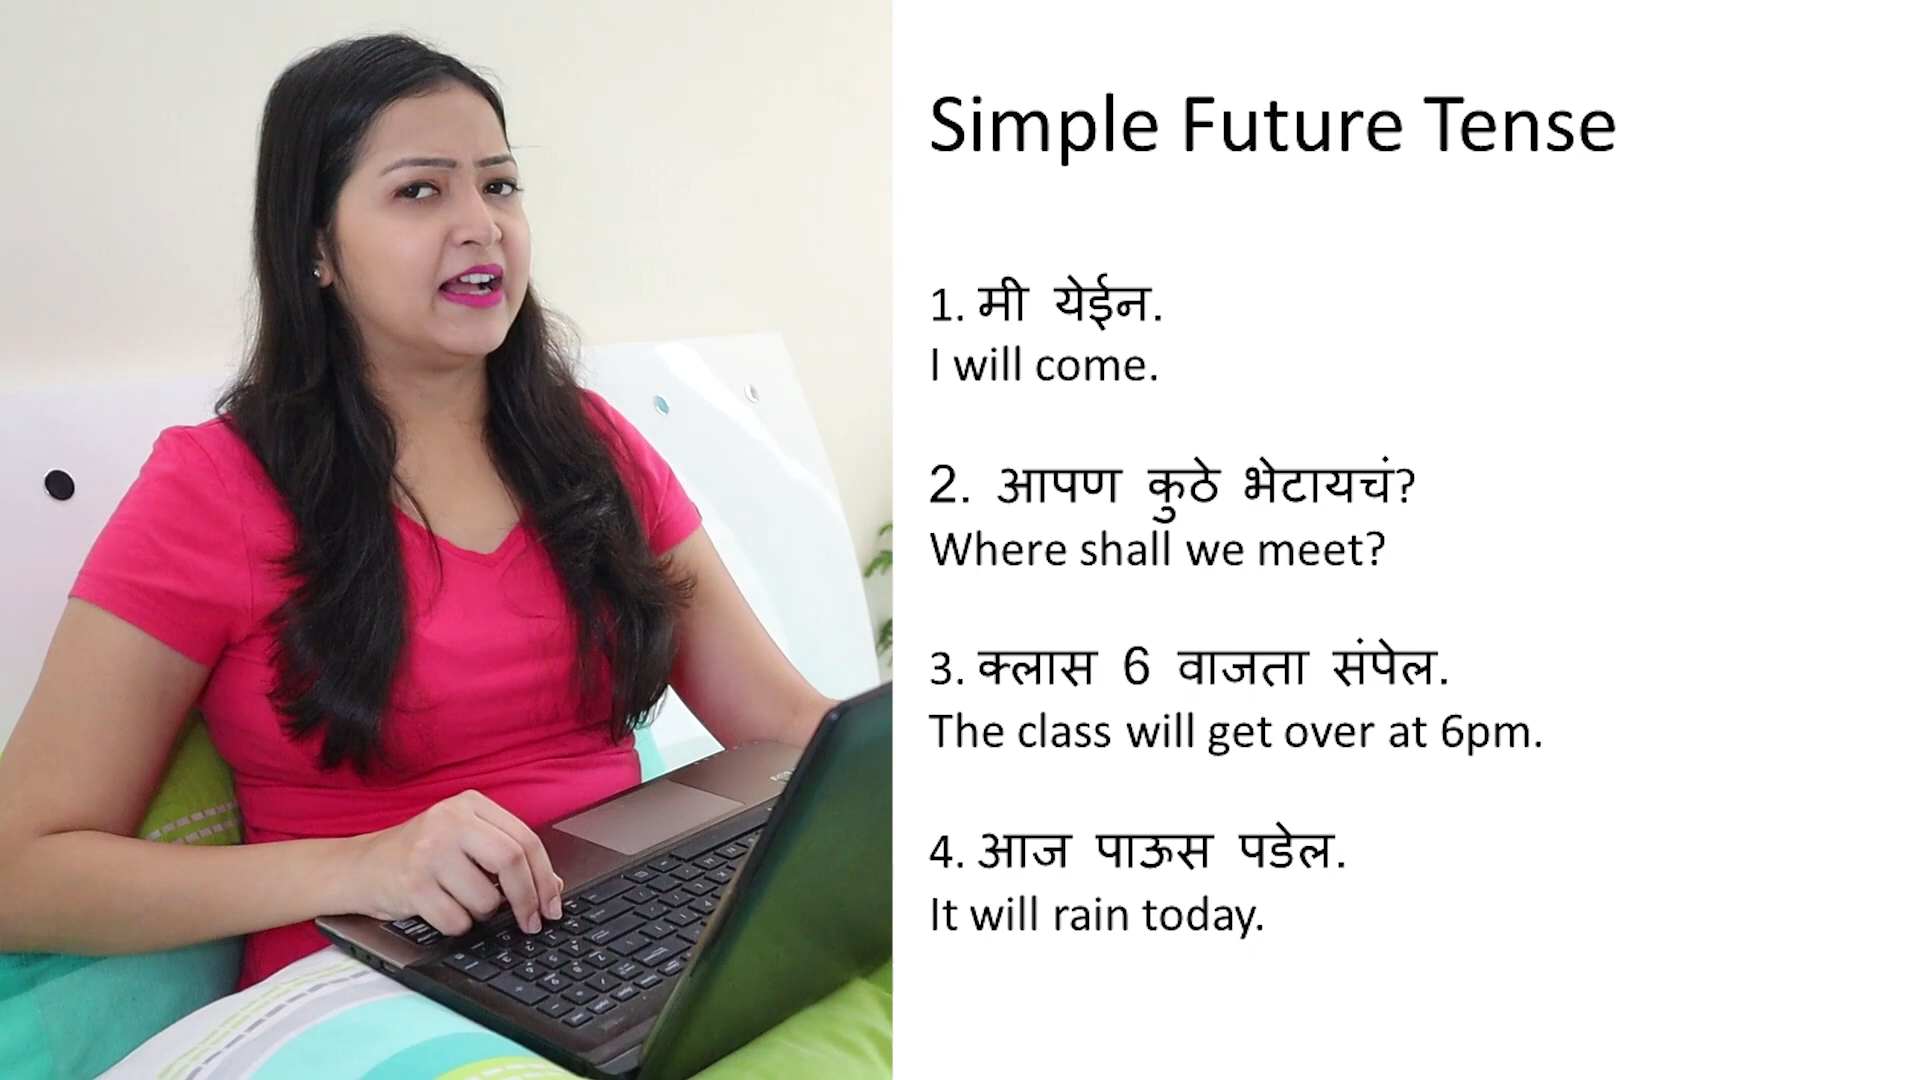 Simple Future Tense
1. मी येईन.
I will come.
2. आपण कुठे भेटायचं?
Where shall we meet?
3. क्लास 6 वाजता संपेल.
The class will get over at 6pm.
4. आज पाऊस पडेल.
It will rain today.